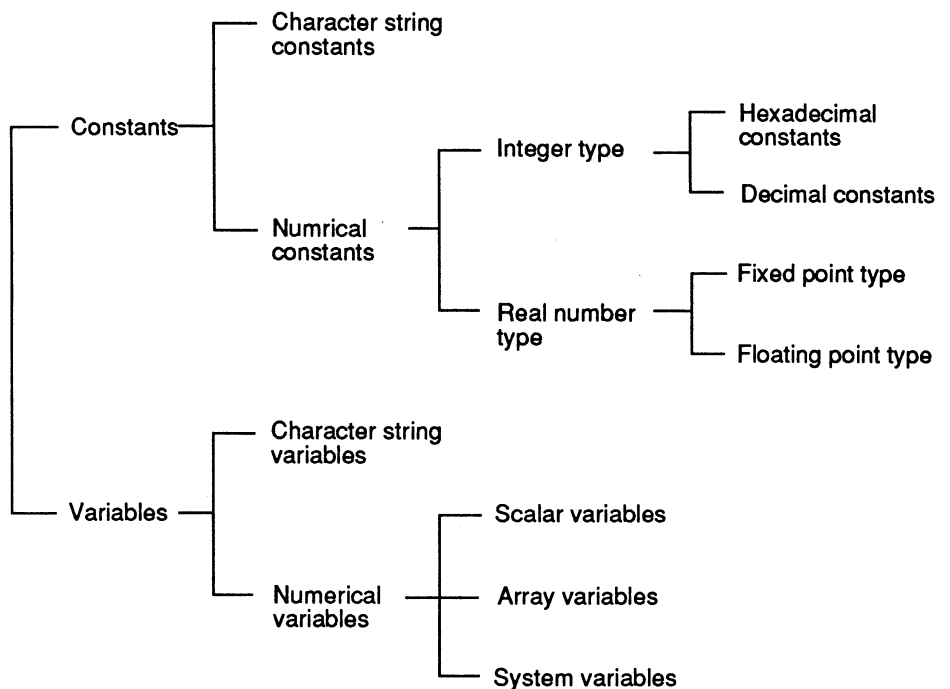 Character string
constants
Constants
Hexadecimal
constants
Integer type
Decimal constants
Numrical
constants
Fixed point type
Real number
type
Floating point type
Character string
variables
Variables
Scalar variables
Numerical
variables
Array variables
System variables